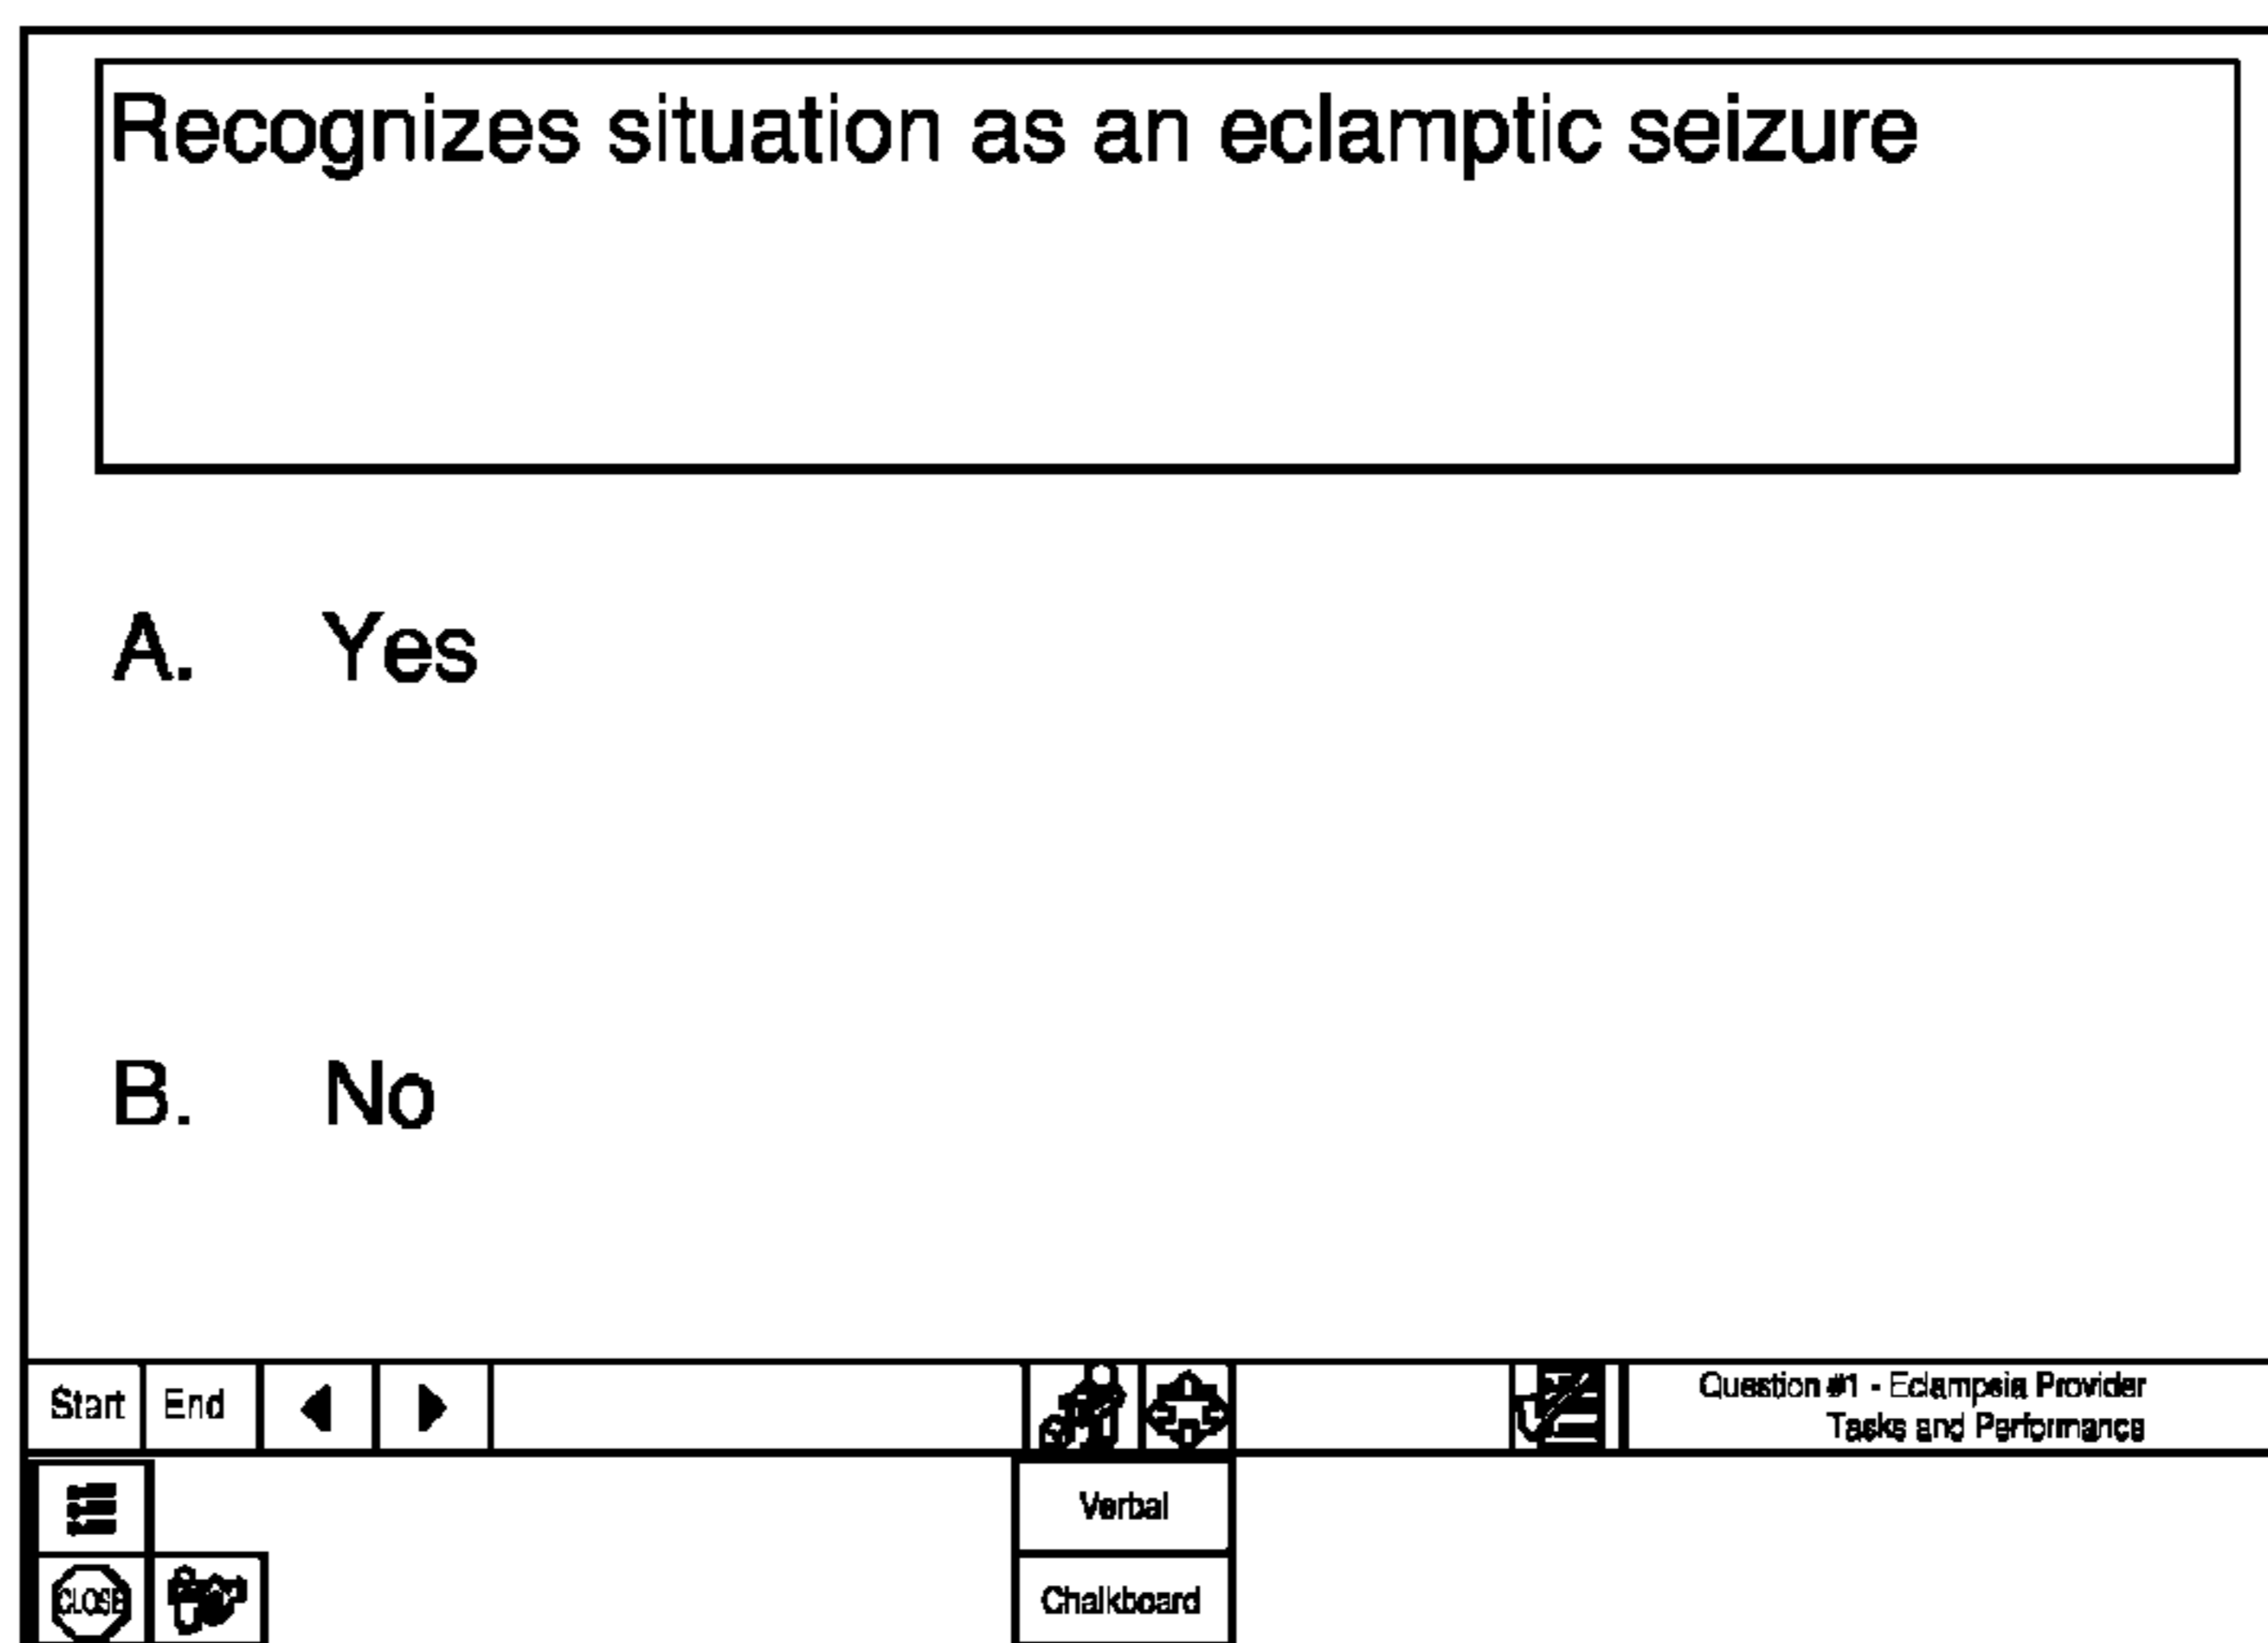 Recognizes situation as an eclamptic seizure
A. Yes
B. No
Start End
Question #1 - Eclampsia Provider
Tasks and Performance
Verbal
CLOSE
Chalkboard